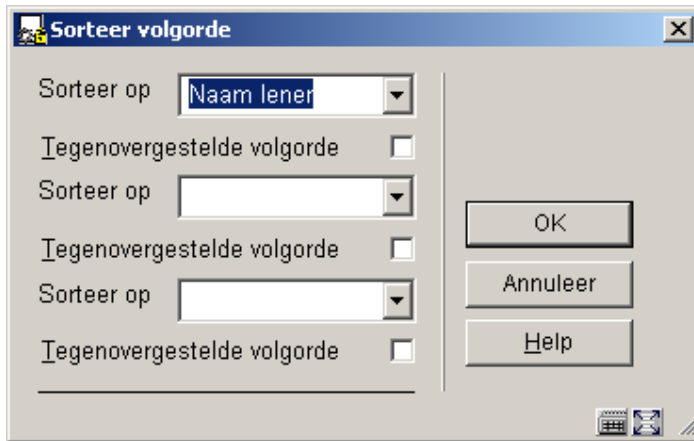 Sorteer volgorde
Sorteer op Naam lener
Tegenovergestelde volgorde
Sorteer op
Tegenovergestelde volgorde
Sorteer op
Tegenovergestelde volgorde
OK
Annuleer
Help